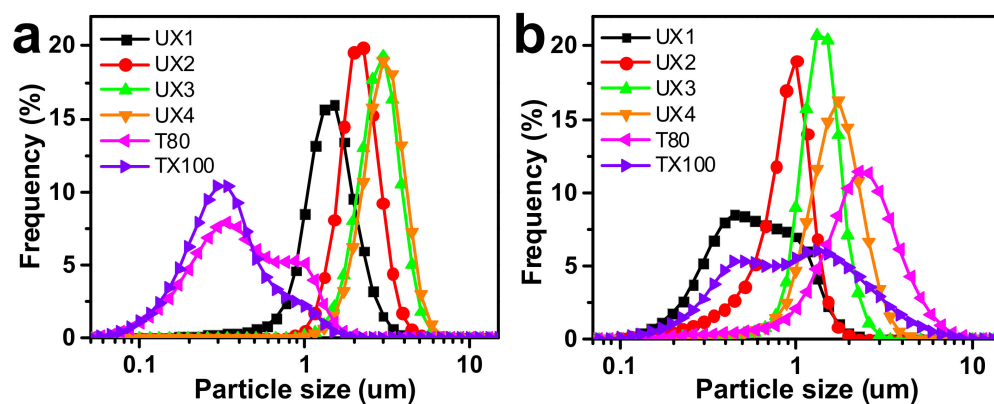 a
20
15
10
5
0
Frequency (%)
UX1
UX2
UX3
UX4
T80
TX100
0.1
1
10
Particle size (um)
b
20
15
10
5
0
Frequency (%)
UX1
UX2
UX3
UX4
T80
TX100
0.1
1
10
Particle size (um)